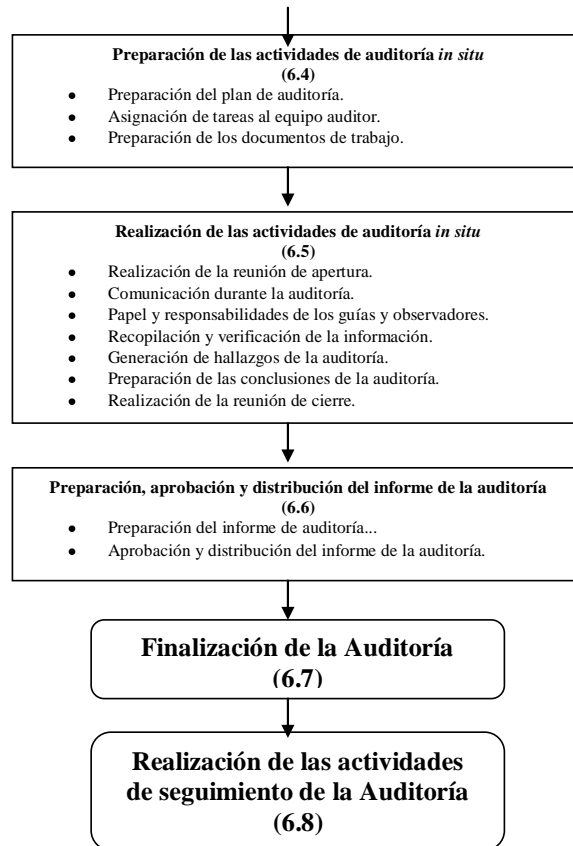 Preparación de las actividades de auditoría in situ
(6.4)
● Preparación del plan de auditoría.
● Asignación de tareas al equipo auditor.
● Preparación de los documentos de trabajo.
Realización de las actividades de auditoría in situ
(6.5)
● Realización de la reunión de apertura.
● Comunicación durante la auditoría.
● Papel y responsabilidades de los guías y observadores.
● Recopilación y verificación de la información.
● Generación de hallazgos de la auditoría.
● Preparación de las conclusiones de la auditoría.
● Realización de la reunión de cierre.
Preparación, aprobación y distribución del informe de la auditoría
(6.6)
● Preparación del informe de auditoría...
● Aprobación y distribución del informe de la auditoría.
Finalización de la Auditoría
(6.7)
Realización de las actividades
de seguimiento de la Auditoría
(6.8)